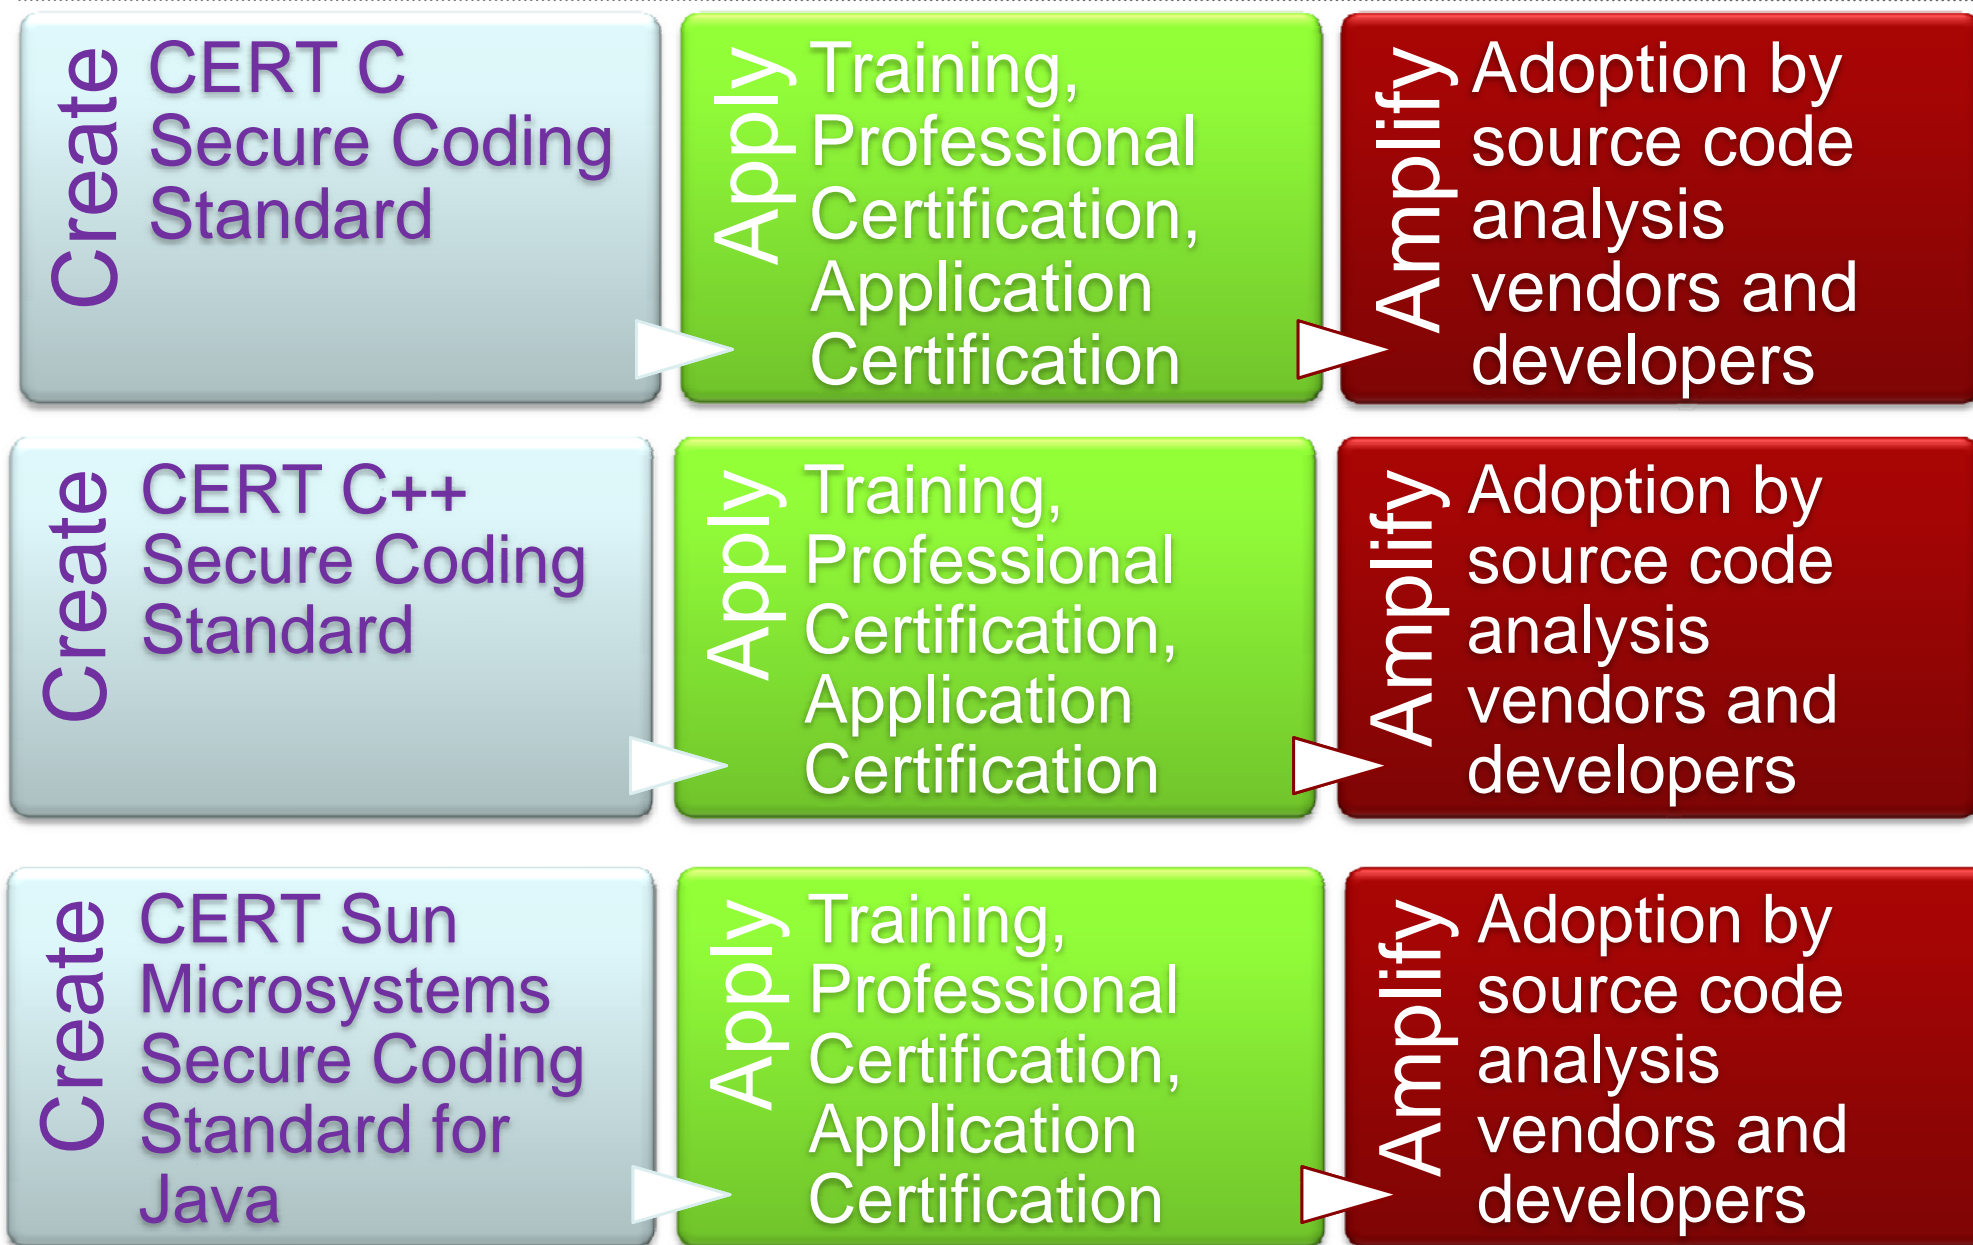 Create
CERT C
Secure Coding
Standard
Apply
Training,
Professional
Certification,
Application
Certification
Amplify
Adoption by
source code
analysis
vendors and
developers
Create
CERT C++
Secure Coding
Standard
Apply
Training,
Professional
Certification,
Application
Certification
Amplify
Adoption by
source code
analysis
vendors and
developers
Create
CERT Sun
Microsystems
Secure Coding
Standard for
Java
Apply
Training,
Professional
Certification,
Application
Certification
Amplify
Adoption by
source code
analysis
vendors and
developers